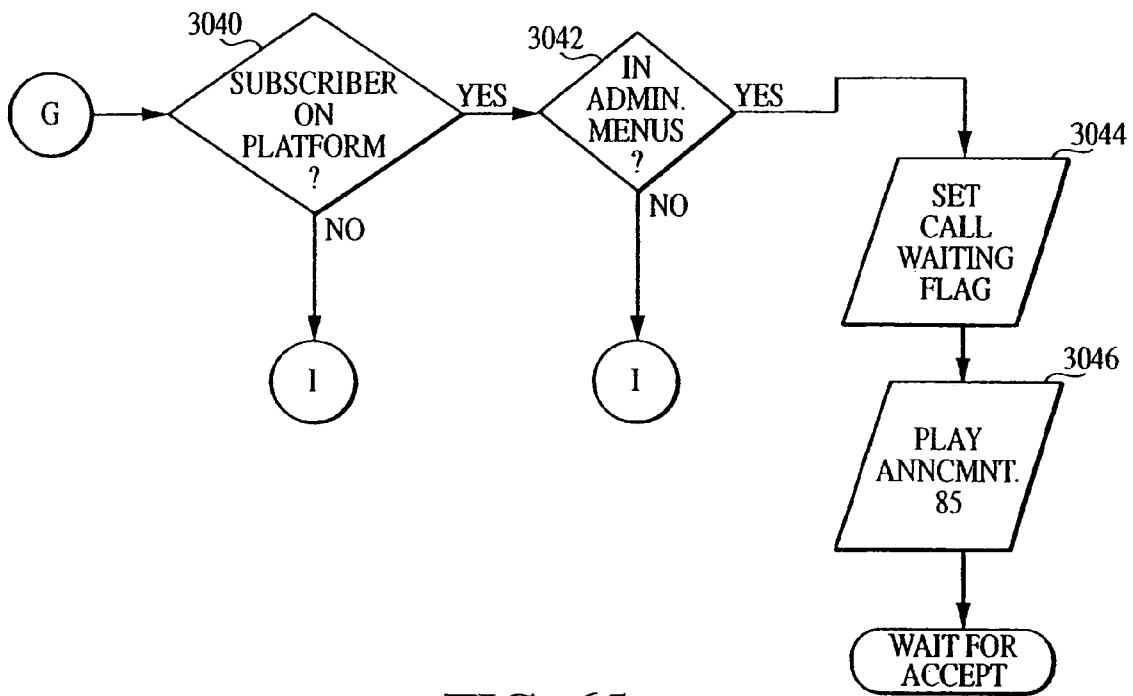 3040
3042
3044
3046
G
SUBSCRIBER
ON
PLATFORM
?
YES
NO
I
IN
ADMIN.
MENUS
?
YES
NO
I
SET
CALL
WAITING
FLAG
PLAY
ANNCMNT.
85
WAIT FOR
ACCEPT